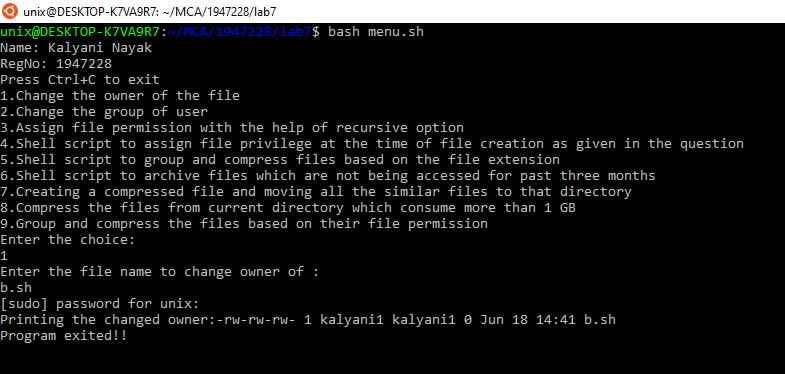 unix@DESKTOP-K7VA9R7: ~/MCA/1947228/lab7
unix@DESKTOP-K7VA9R7:~/MCA/1947228/lab7$ bash menu.sh
Name: Kalyani Nayak
RegNo: 1947228
Press Ctrl+C to exit
1.Change the owner of the file
2.Change the group of user
3.Assign file permission with the help of recursive option
4.Shell script to assign file privilege at the time of file creation as given in the question
5.Shell script to group and compress files based on the file extension
6.Shell script to archive files which are not being accessed for past three months
7.Creating a compressed file and moving all the similar files to that directory
8.Compress the files from current directory which consume more than 1 GB
9.Group and compress the files based on their file permission
Enter the choice:
1
Enter the file name to change owner of :
b.sh
[sudo] password for unix:
Printing the changed owner:-rw-rw-rw- 1 kalyani1 kalyani1 0 Jun 18 14:41 b.sh
Program exited!!